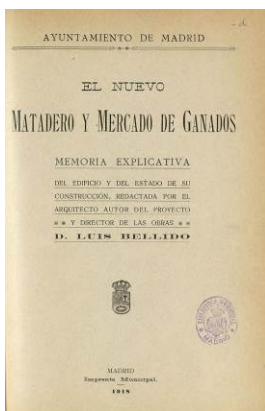 AYUNTAMIENTO DE MADRID
EL NUEVO
MATADERO Y MERCADO DE GANADOS
MEMORIA EXPLICATIVA
DEL EDIFICIO Y DEL ESTADO DE SU
CONSTRUCCIÓN, REDACTADA POR EL
ARQUITECTO AUTOR DEL PROYECTO
Y DIRECTOR DE LAS OBRAS
D. LUIS BELLIDO
MADRID
MADRID
Imprenta Municipal.
1918